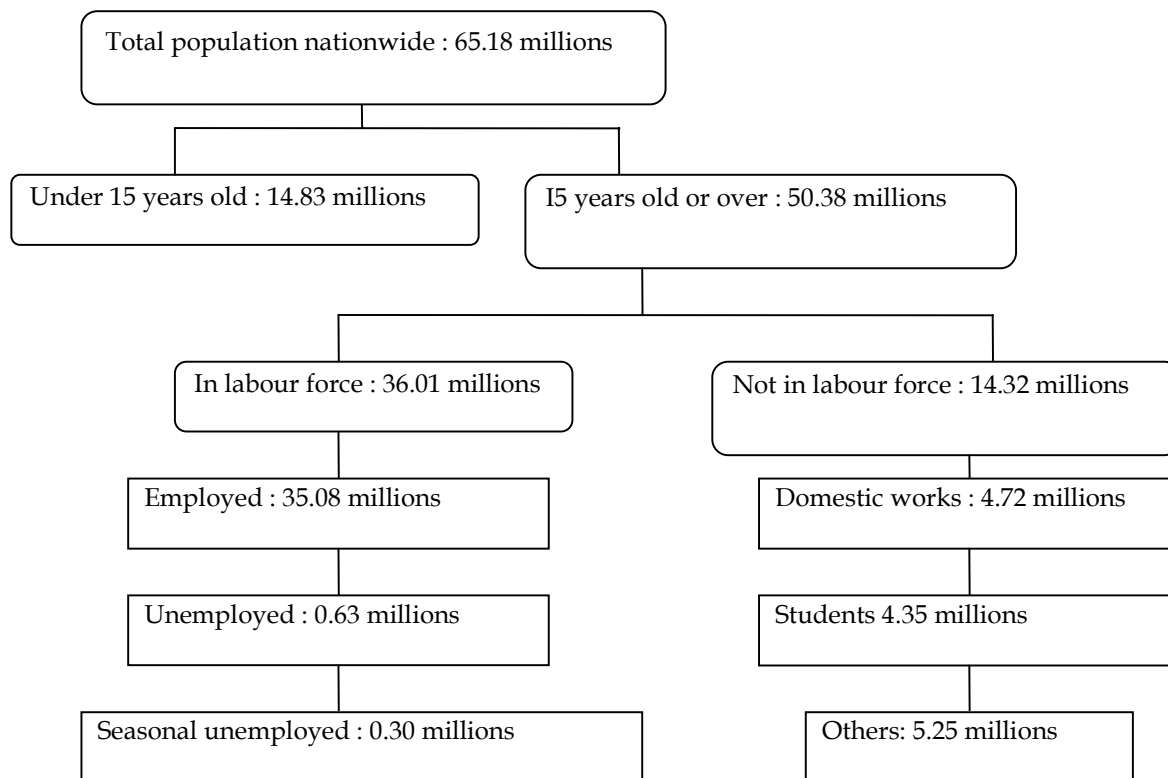 Total population nationwide : 65.18 millions
Under 15 years old : 14.83 millions
I5 years old or over : 50.38 millions
In labour force : 36.01 millions
Not in labour force : 14.32 millions
Employed : 35.08 millions
Domestic works : 4.72 millions
Unemployed : 0.63 millions
Students 4.35 millions
Seasonal unemployed : 0.30 millions
Others: 5.25 millions